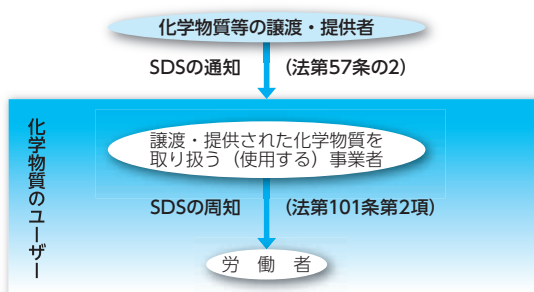 化学物質等の譲渡・提供者
SDSの通知 (法第57条の2)
化学物質のユーザー
譲渡・提供された化学物質を
取り扱う（使用する）事業者
SDSの周知 (法第101条第2項)
労 働 者